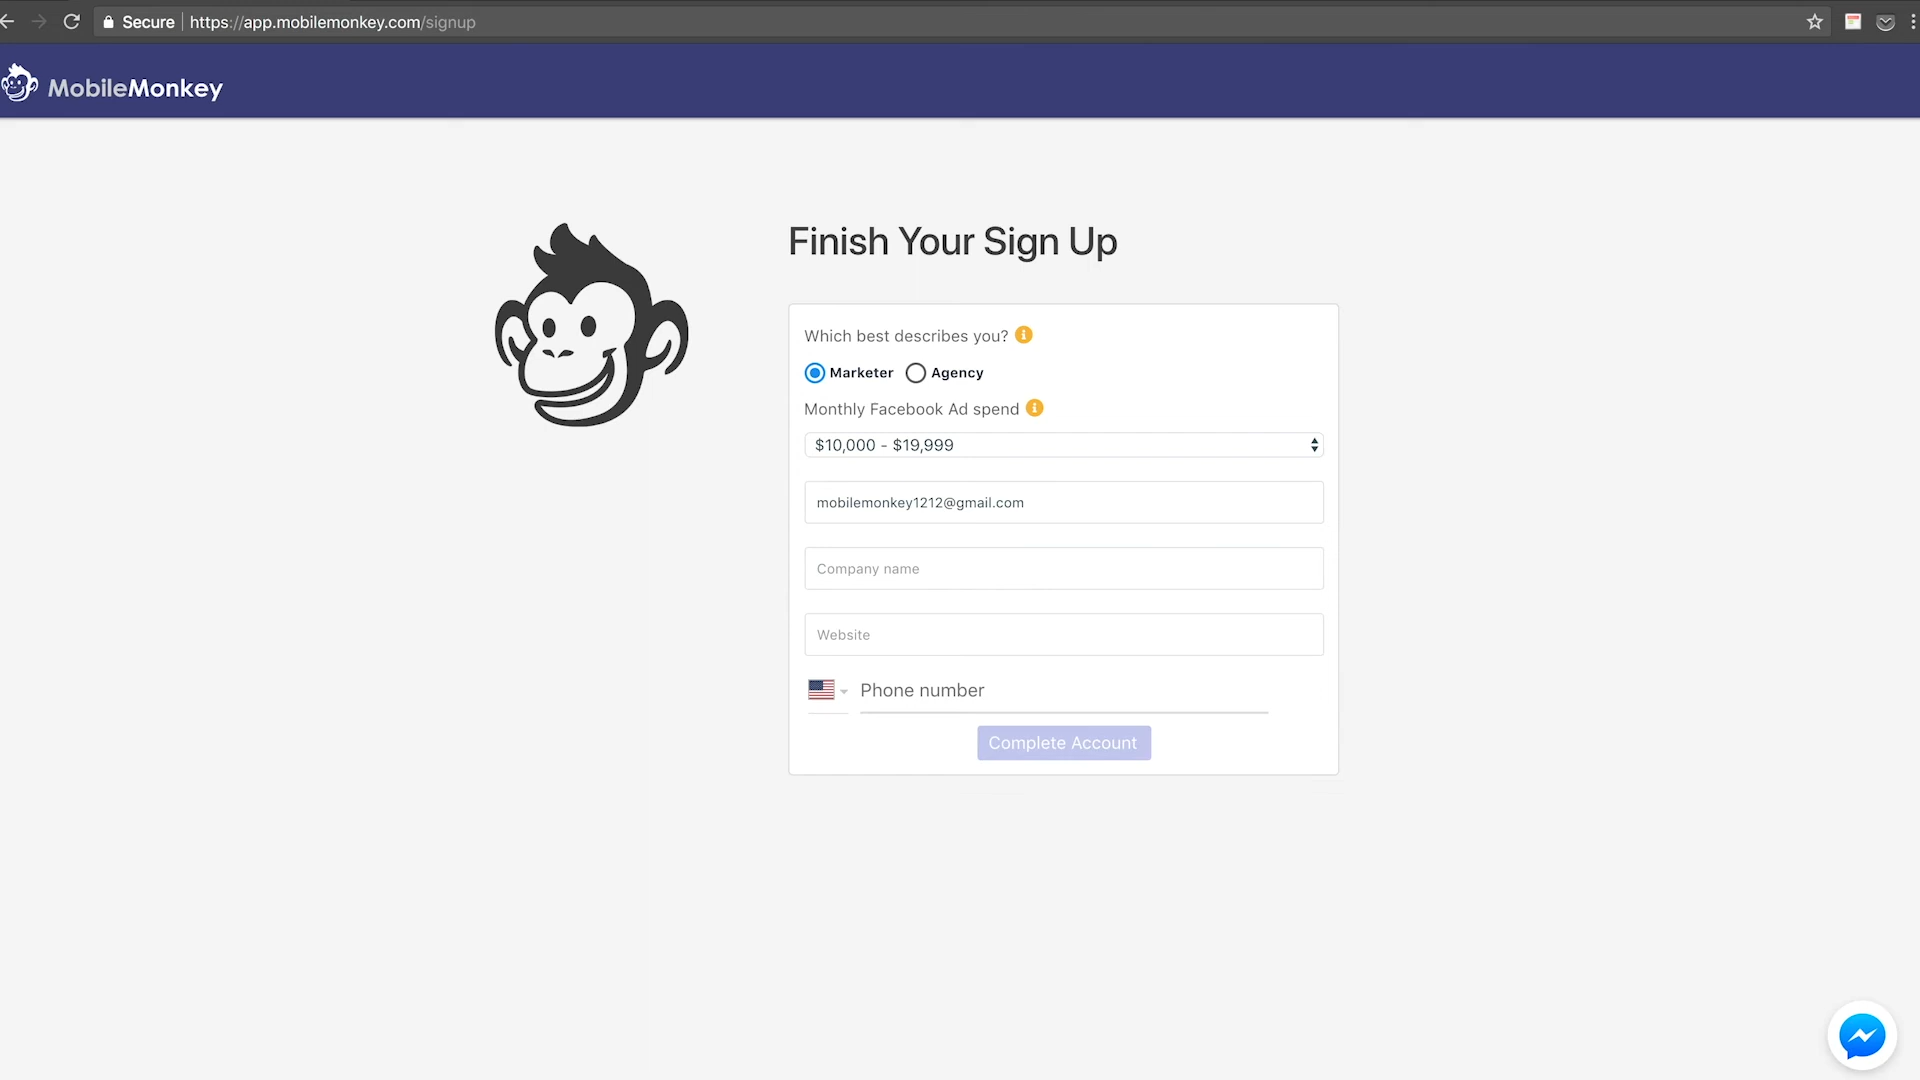 Secure https://app.mobilemonkey.com/signup
MobileMonkey
Finish Your Sign Up
Which best describes you?
Marketer Agency
Monthly Facebook Ad spend
$10,000 - $19,999
mobilemonkey1212@gmail.com
Company name
Website
Phone number
Complete Account